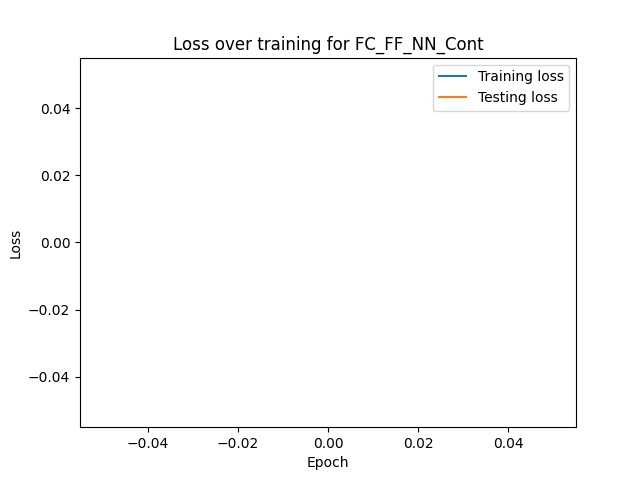 Loss over training for FC_FF_NN_Cont
Training loss
Testing loss
0.04
0.02
0.00
−0.02
−0.04
Loss
−0.04 −0.02 0.00 0.02 0.04
Epoch